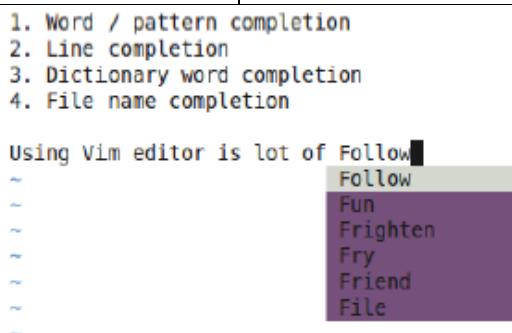 1. Word / pattern completion
2. Line completion
3. Dictionary word completion
4. File name completion
Using Vim editor is lot of Follow
~ Follow
~ Fun
~ Frighten
~ Fry
~ Friend
~ File